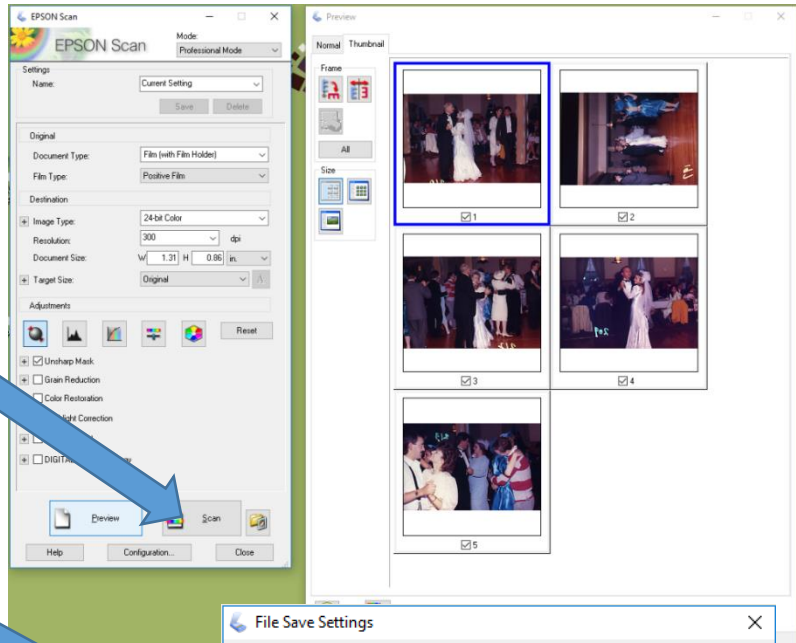 EPSON Scan
EPSON Scan
Mode:
Professional Mode
Settings
Name:
Current Setting
Save
Delete
Original
Document Type:
Film (with Film Holder)
Film Type:
Positive Film
Destination
Image Type:
24-bit Color
Resolution:
300
dpi
Document Size:
W
1.31
H
0.86
in.
Target Size:
Original
A
Adjustments
Reset
Unsharp Mask
Grain Reduction
Color Restoration
Correction
Preview
Scan
Help
Configuration...
Close
Preview
Normal
Thumbnail
Frame
All
Size
1
2
3
4
5
File Save Settings